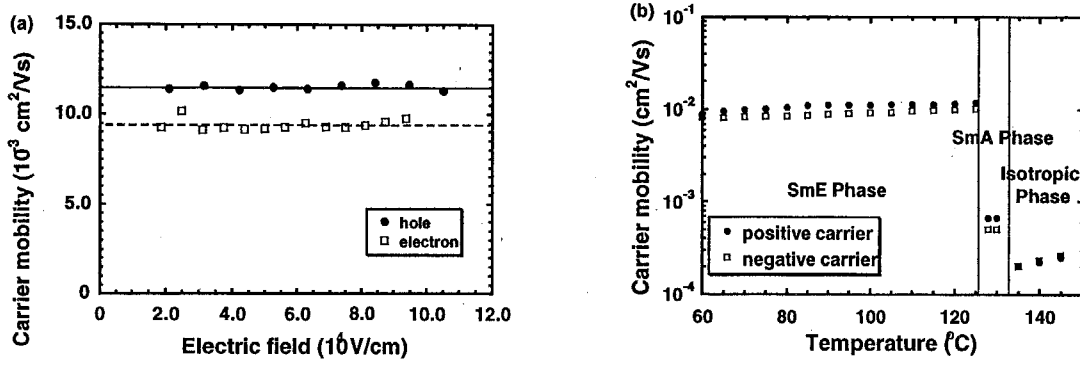 (a)
Carrier mobility (10⁻³ cm²/Vs)
15.0
10.0
5.0
0
hole
electron
0 2.0 4.0 6.0 8.0 10.0 12.0
Electric field (10⁴V/cm)
(b)
Carrier mobility (cm²/Vs)
10⁻¹
10⁻²
10⁻³
10⁻⁴
SmA Phase
Isotropic
Phase
SmE Phase
positive carrier
negative carrier
60 80 100 120 140
Temperature (°C)